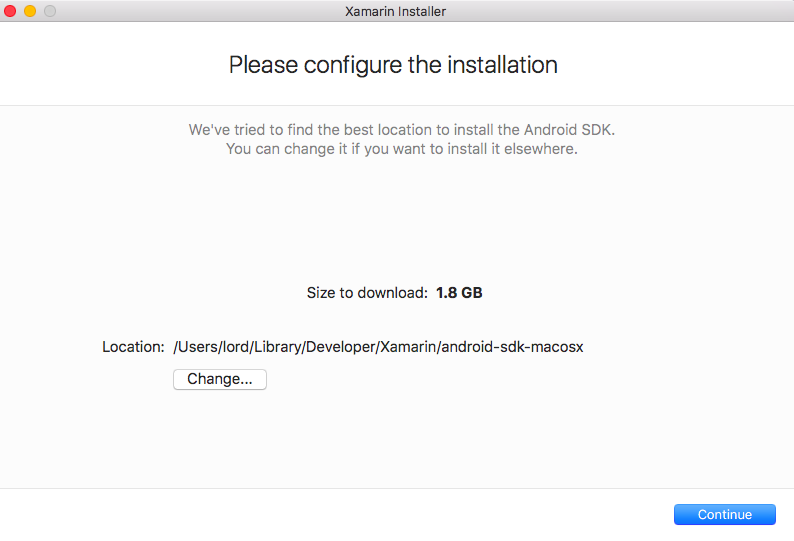 Xamarin Installer
Please configure the installation
We've tried to find the best location to install the Android SDK.
You can change it if you want to install it elsewhere.
Size to download: 1.8 GB
Location: /Users/lord/Library/Developer/Xamarin/android-sdk-macosx
Change...
Continue